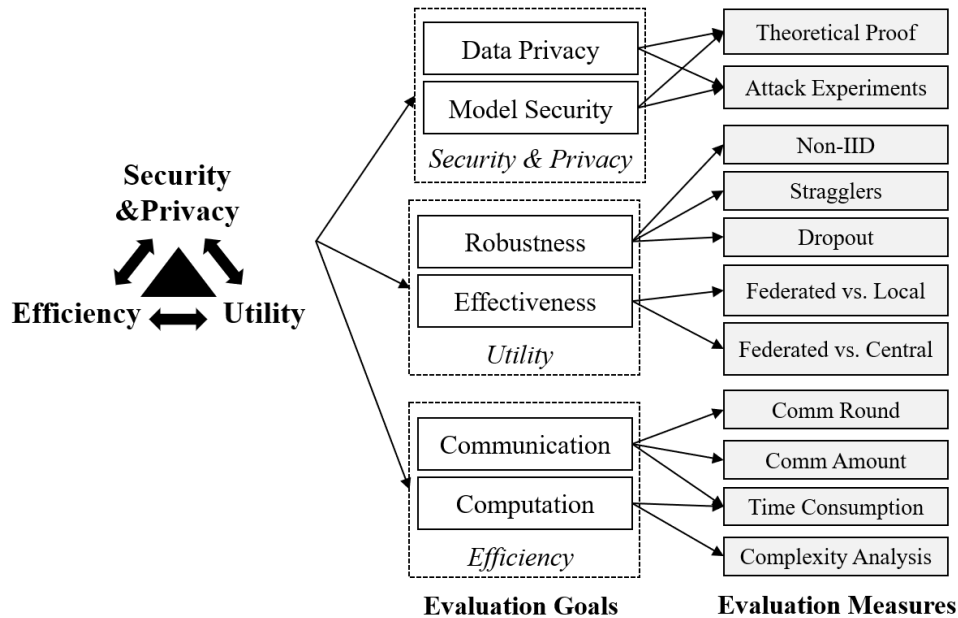 Security
&Privacy
Efficiency
Utility
Data Privacy
Model Security
Security & Privacy
Robustness
Effectiveness
Utility
Communication
Computation
Efficiency
Evaluation Goals
Theoretical Proof
Attack Experiments
Non-IID
Stragglers
Dropout
Federated vs. Local
Federated vs. Central
Comm Round
Comm Amount
Time Consumption
Complexity Analysis
Evaluation Measures